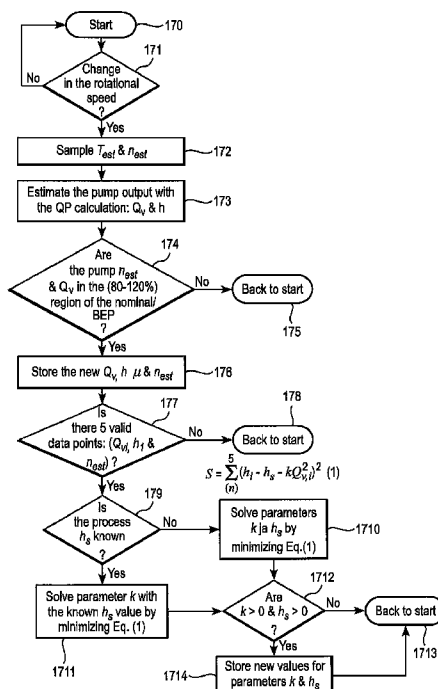 Start
170
171
No
Change
in the rotational
speed
?
Yes
Sample T_est & n_est
172
Estimate the pump output with
the QP calculation: Q_v & h
173
174
Are
the pump n_est
& Q_v in the (80-120%)
region of the nominal/
BEP
?
No
Back to start
175
Yes
Store the new Q_v, h μ & n_est
176
177
Is
there 5 valid
data points: (Q_vi, h_1 &
n_est) ?
No
178
Back to start
S = ∑_(n)^5 (h_i - h_s - kQ²_v,i)² (1)
Yes
179
Is
the process
h_s known
?
No
Solve parameters
k ja h_s by
minimizing Eq.(1)
1710
Yes
Solve parameter k with
the known h_s value by
minimizing Eq. (1)
1711
1712
Are
k > 0 & h_s > 0
?
No
Back to start
1713
Yes
Store new values for
parameters k & h_s
1714